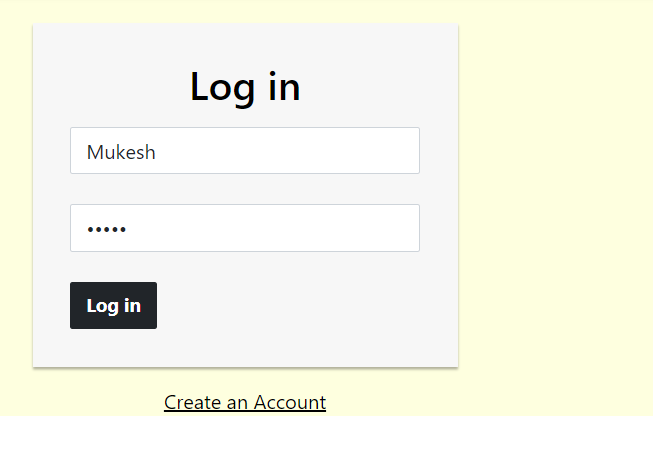 Log in
Mukesh
•••••
Log in
Create an Account